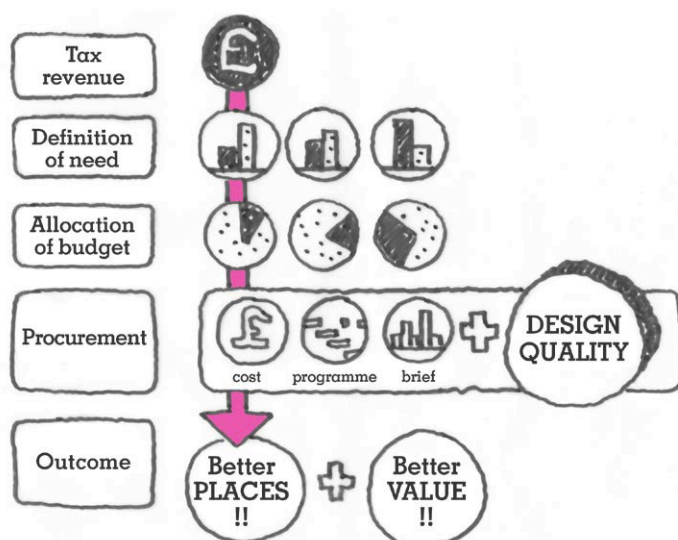 Tax
revenue
£
Definition
of need
Allocation
of budget
Procurement
£
cost
programme
brief
+
DESIGN
QUALITY
Outcome
Better
PLACES
!!
+
Better
VALUE
!!